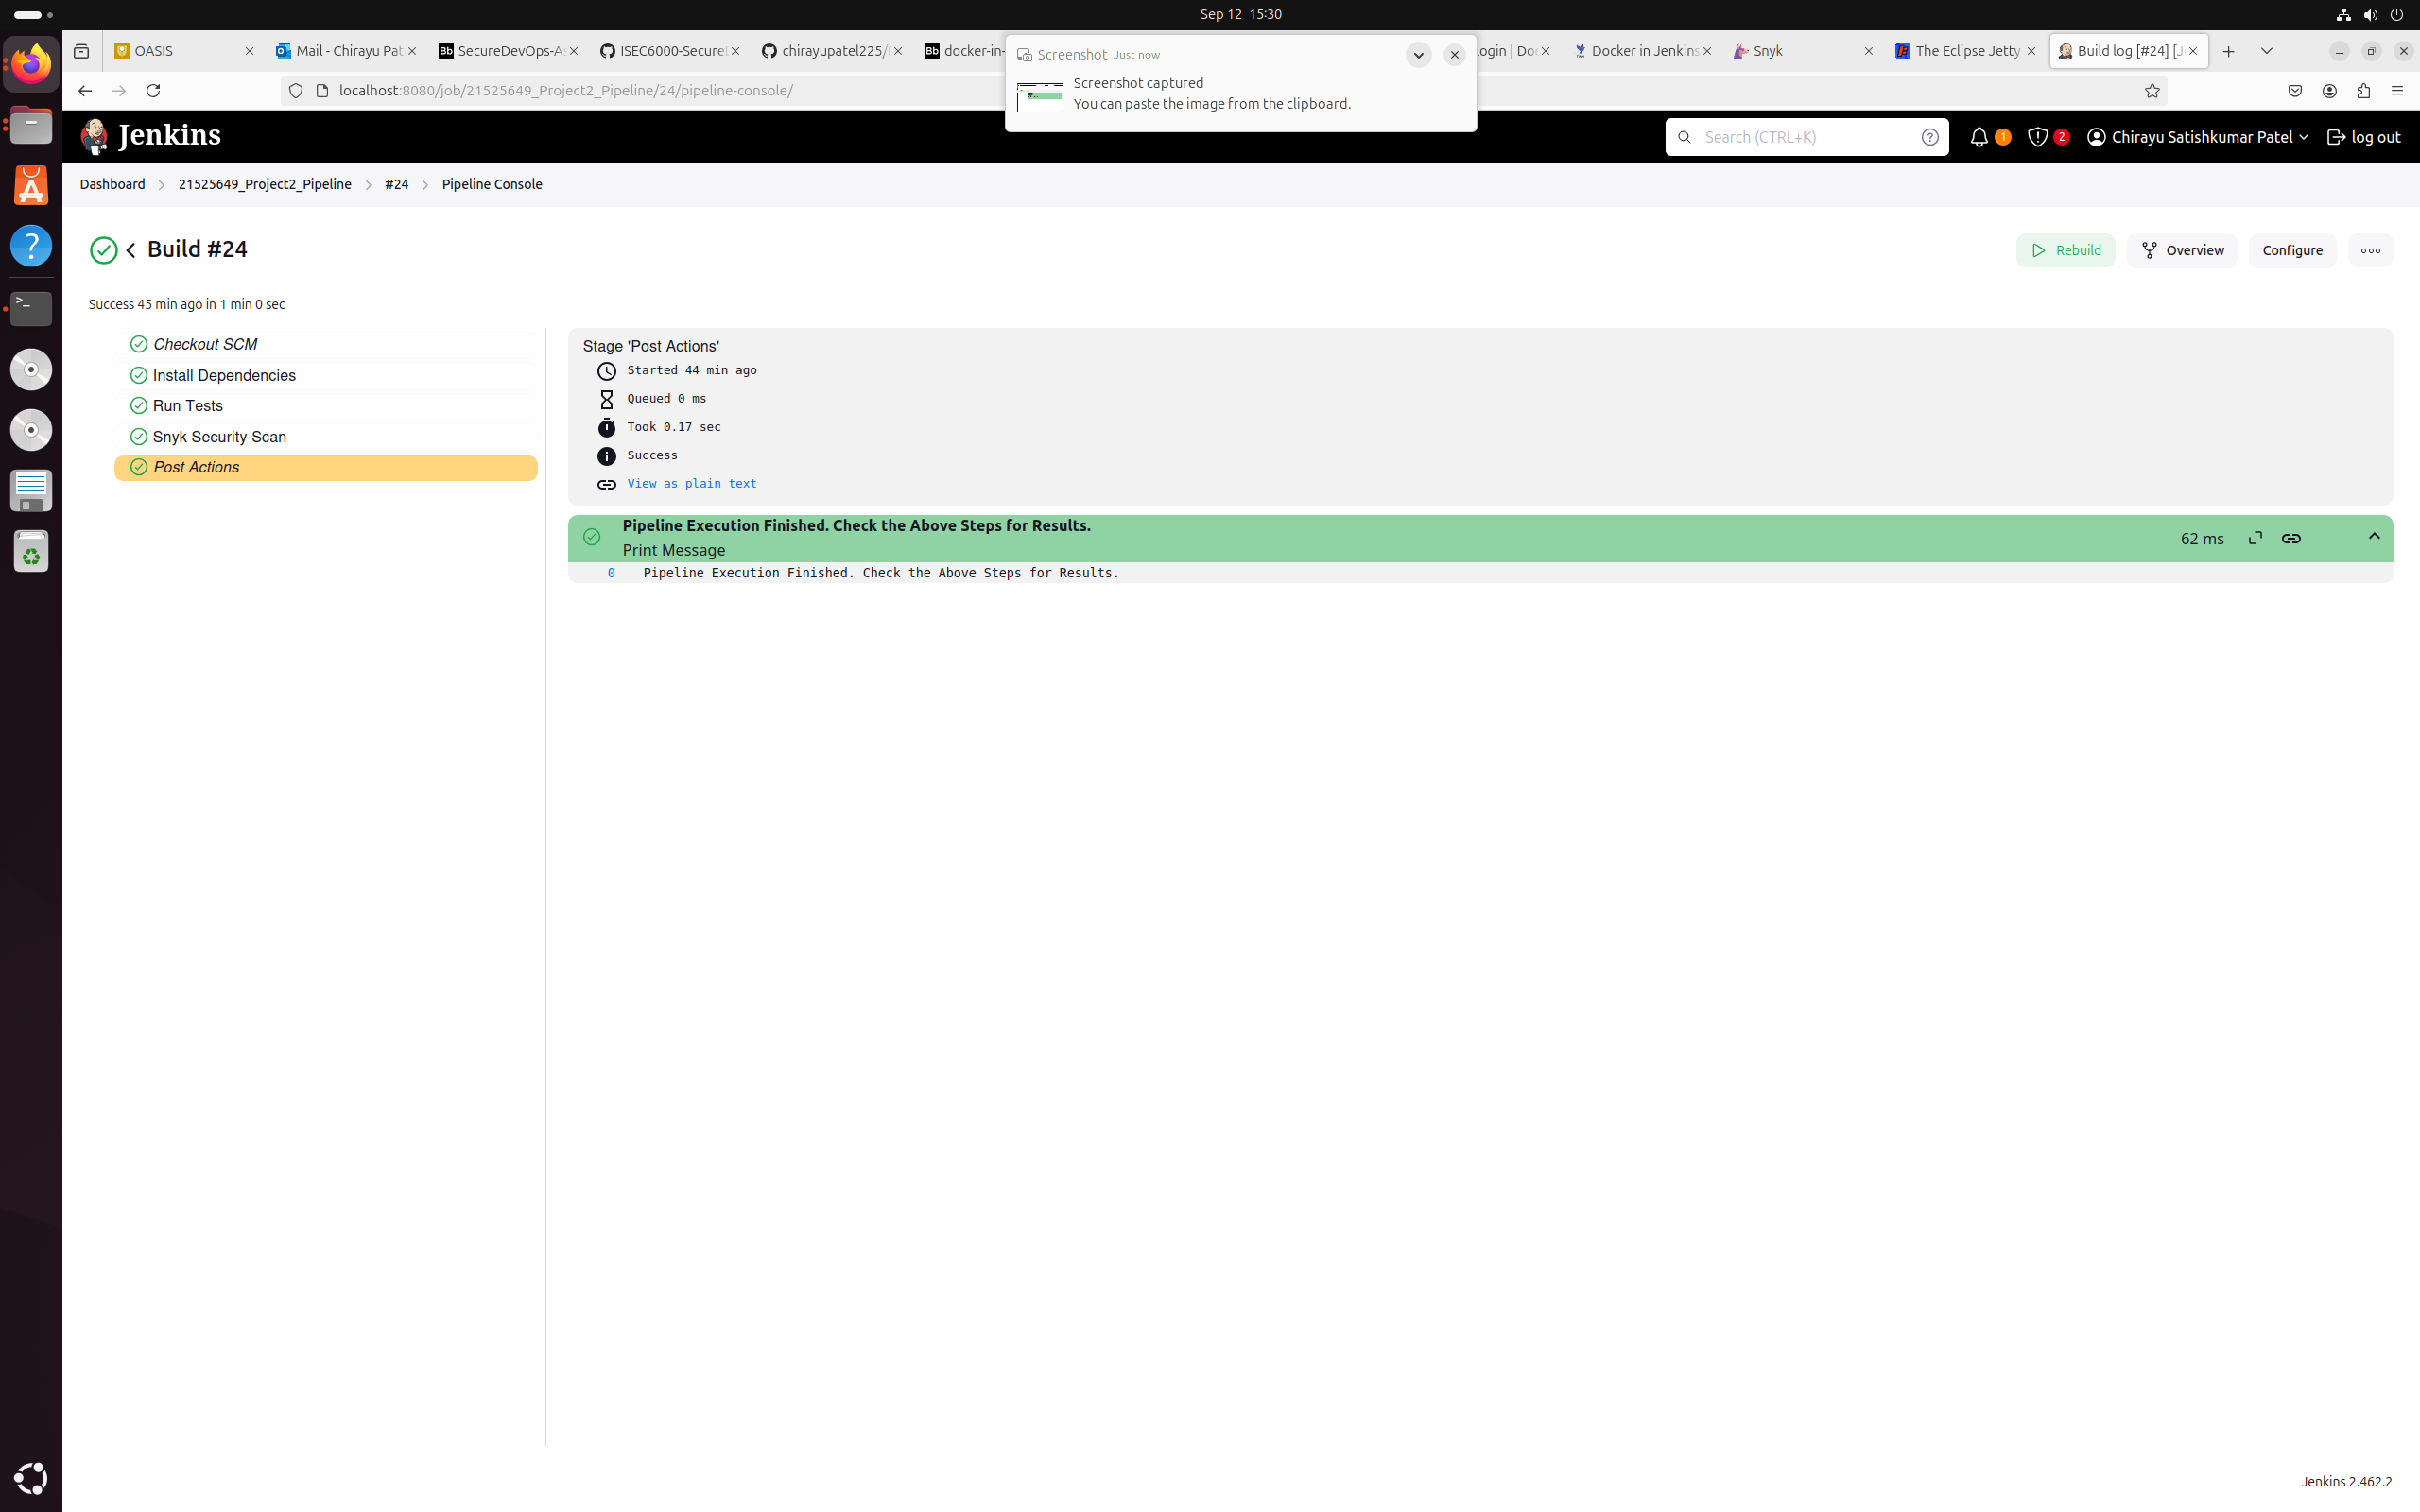 Sep 12 15:30
OASIS
Mail - Chirayu Pat
SecureDevOps-As
ISEC6000-Secure
chirayupatel225/
docker-in-
login | Doc
Docker in Jenkins
Snyk
The Eclipse Jetty
Build log [#24] [J
Screenshot Just now
Screenshot captured
You can paste the image from the clipboard.
localhost:8080/job/21525649_Project2_Pipeline/24/pipeline-console/
Jenkins
Search (CTRL+K)
1
2
Chirayu Satishkumar Patel
log out
Dashboard
21525649_Project2_Pipeline
#24
Pipeline Console
Build #24
Rebuild
Overview
Configure
Success 45 min ago in 1 min 0 sec
Checkout SCM
Install Dependencies
Run Tests
Snyk Security Scan
Post Actions
Stage 'Post Actions'
Started 44 min ago
Queued 0 ms
Took 0.17 sec
Success
View as plain text
Pipeline Execution Finished. Check the Above Steps for Results.
Print Message
62 ms
0 Pipeline Execution Finished. Check the Above Steps for Results.
Jenkins 2.462.2